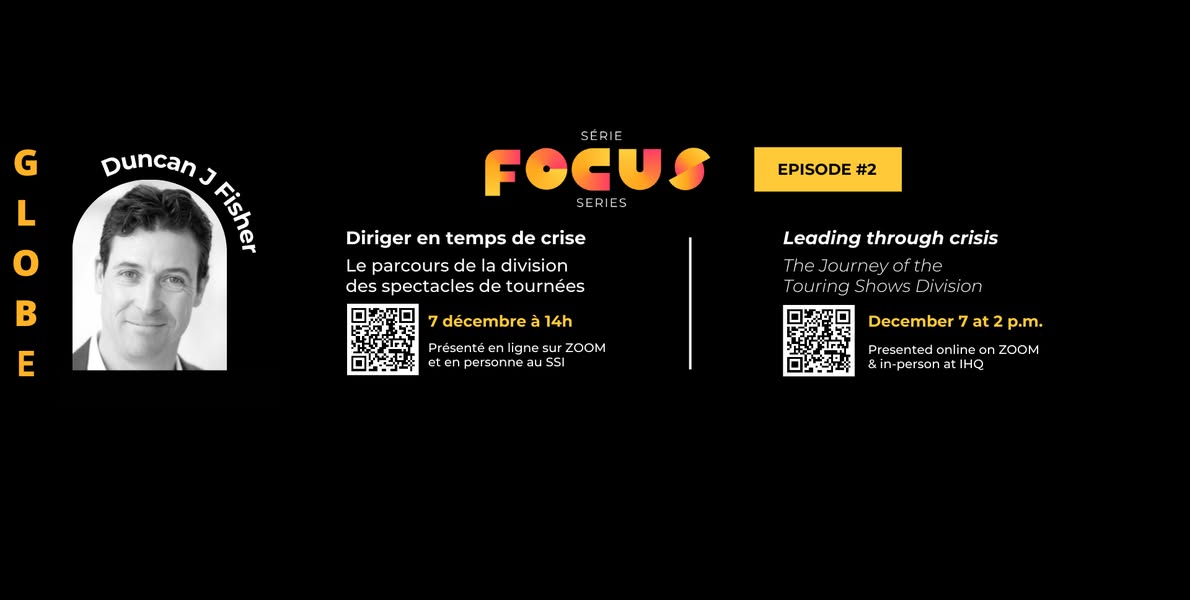 GLOBE
Duncan J Fisher
SÉRIE
FOCUS
SERIES
EPISODE #2
Diriger en temps de crise
Le parcours de la division
des spectacles de tournées
7 décembre à 14h
Présenté en ligne sur ZOOM
et en personne au SSI
Leading through crisis
The Journey of the
Touring Shows Division
December 7 at 2 p.m.
Presented online on ZOOM
& in-person at IHQ